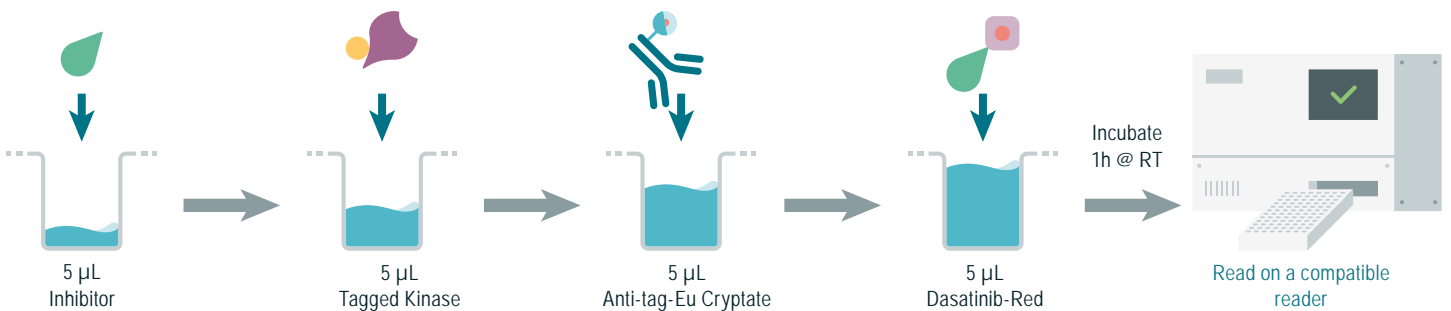 Incubate
1h @ RT
5 µL
Inhibitor
5 µL
Tagged Kinase
5 µL
Anti-tag-Eu Cryptate
5 µL
Dasatinib-Red
Read on a compatible
reader